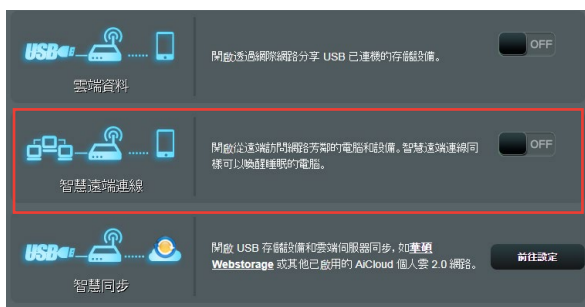 USB
開啟透過網際網路分享 USB 已連機的存儲設備。
OFF
雲端資料
開啟從遠端訪問網路芳鄰的電腦和設備。智慧遠端連線同
樣可以喚醒睡眠的電腦。
OFF
智慧遠端連線
USB
開啟 USB 存儲設備和雲端伺服器同步, 如華碩
Webstorage 或其他已啟用的 AiCloud 個人雲 2.0 網路。
前往設定
智慧同步